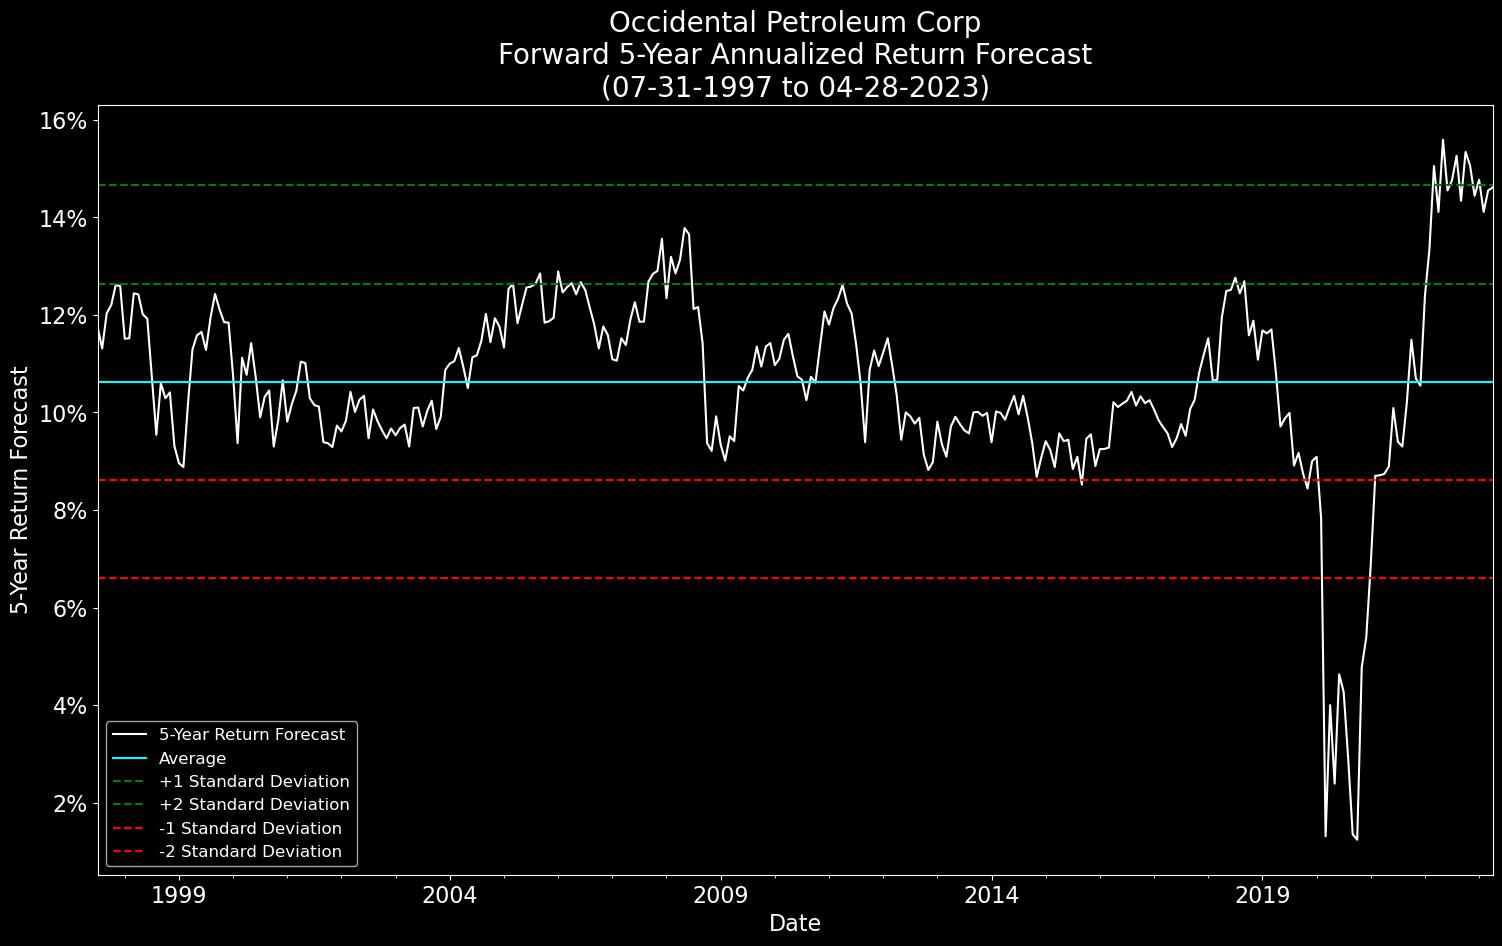 Occidental Petroleum Corp
Forward 5-Year Annualized Return Forecast
(07-31-1997 to 04-28-2023)
5-Year Return Forecast
16%
14%
12%
10%
8%
6%
4%
2%
5-Year Return Forecast
Average
+1 Standard Deviation
+2 Standard Deviation
-1 Standard Deviation
-2 Standard Deviation
1999
2004
2009
2014
2019
Date